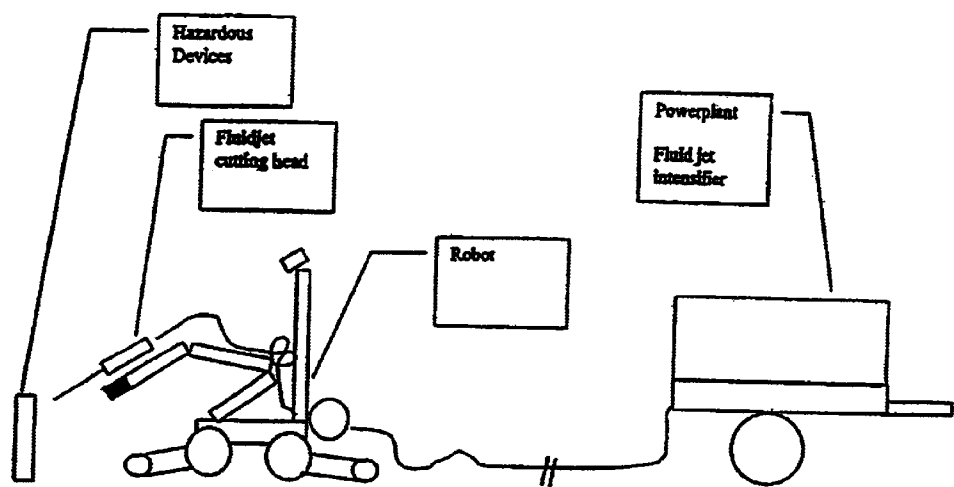 Hazardous
Devices
Fluidjet
cutting head
Robot
Powerplant
Fluid jet
intensifier